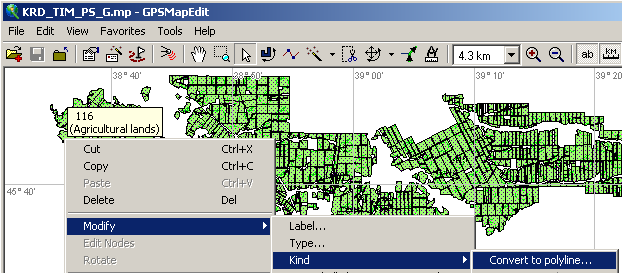 KRD_TIM_PS_G.mp - GPSMapEdit
File Edit View Favorites Tools Help
4.3 km ab KM
38° 40' 38° 50' 39° 00' 39° 10' 39° 20'
116
(Agricultural lands)
Cut Ctrl+X
Copy Ctrl+C
Paste Ctrl+V
45° 40'
Delete Del
Modify Label...
Edit Nodes Type...
Rotate Kind Convert to polyline...